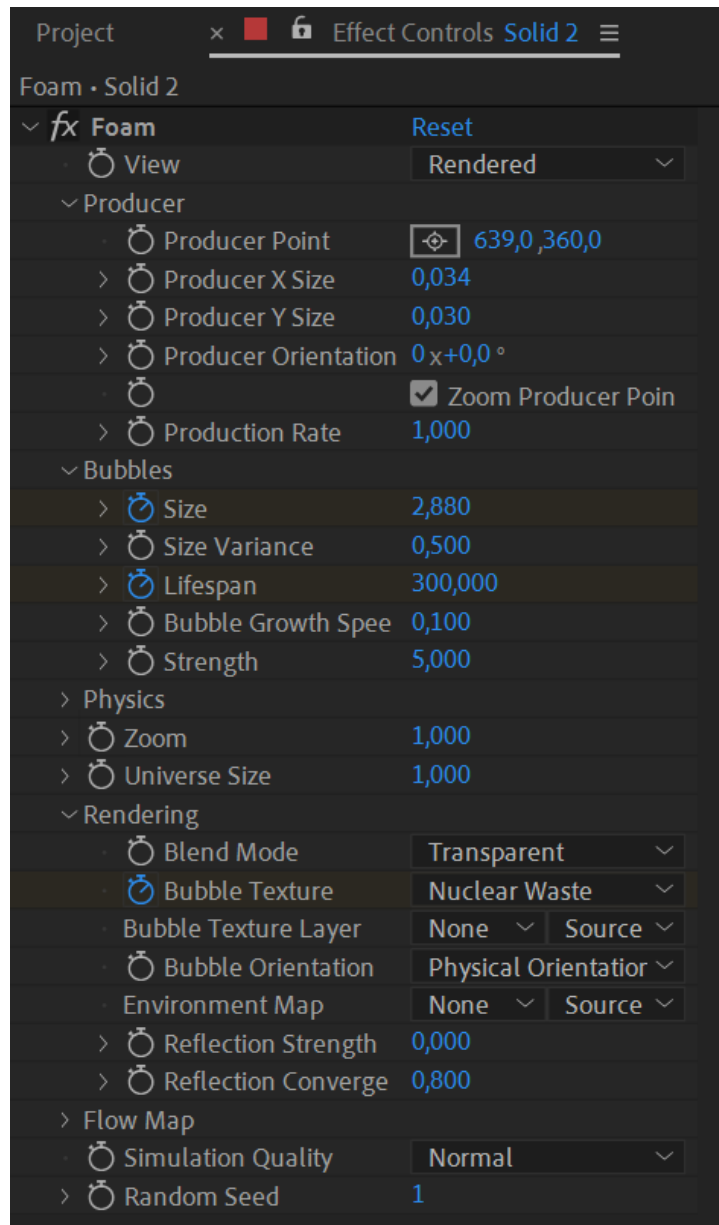 Project × Effect Controls Solid 2
Foam • Solid 2
fx Foam Reset
View Rendered
Producer
Producer Point 639,0 ,360,0
Producer X Size 0,034
Producer Y Size 0,030
Producer Orientation 0 x+0,0 °
Zoom Producer Poin
Production Rate 1,000
Bubbles
Size 2,880
Size Variance 0,500
Lifespan 300,000
Bubble Growth Spee 0,100
Strength 5,000
Physics
Zoom 1,000
Universe Size 1,000
Rendering
Blend Mode Transparent
Bubble Texture Nuclear Waste
Bubble Texture Layer None Source
Bubble Orientation Physical Orientation
Environment Map None Source
Reflection Strength 0,000
Reflection Converge 0,800
Flow Map
Simulation Quality Normal
Random Seed 1